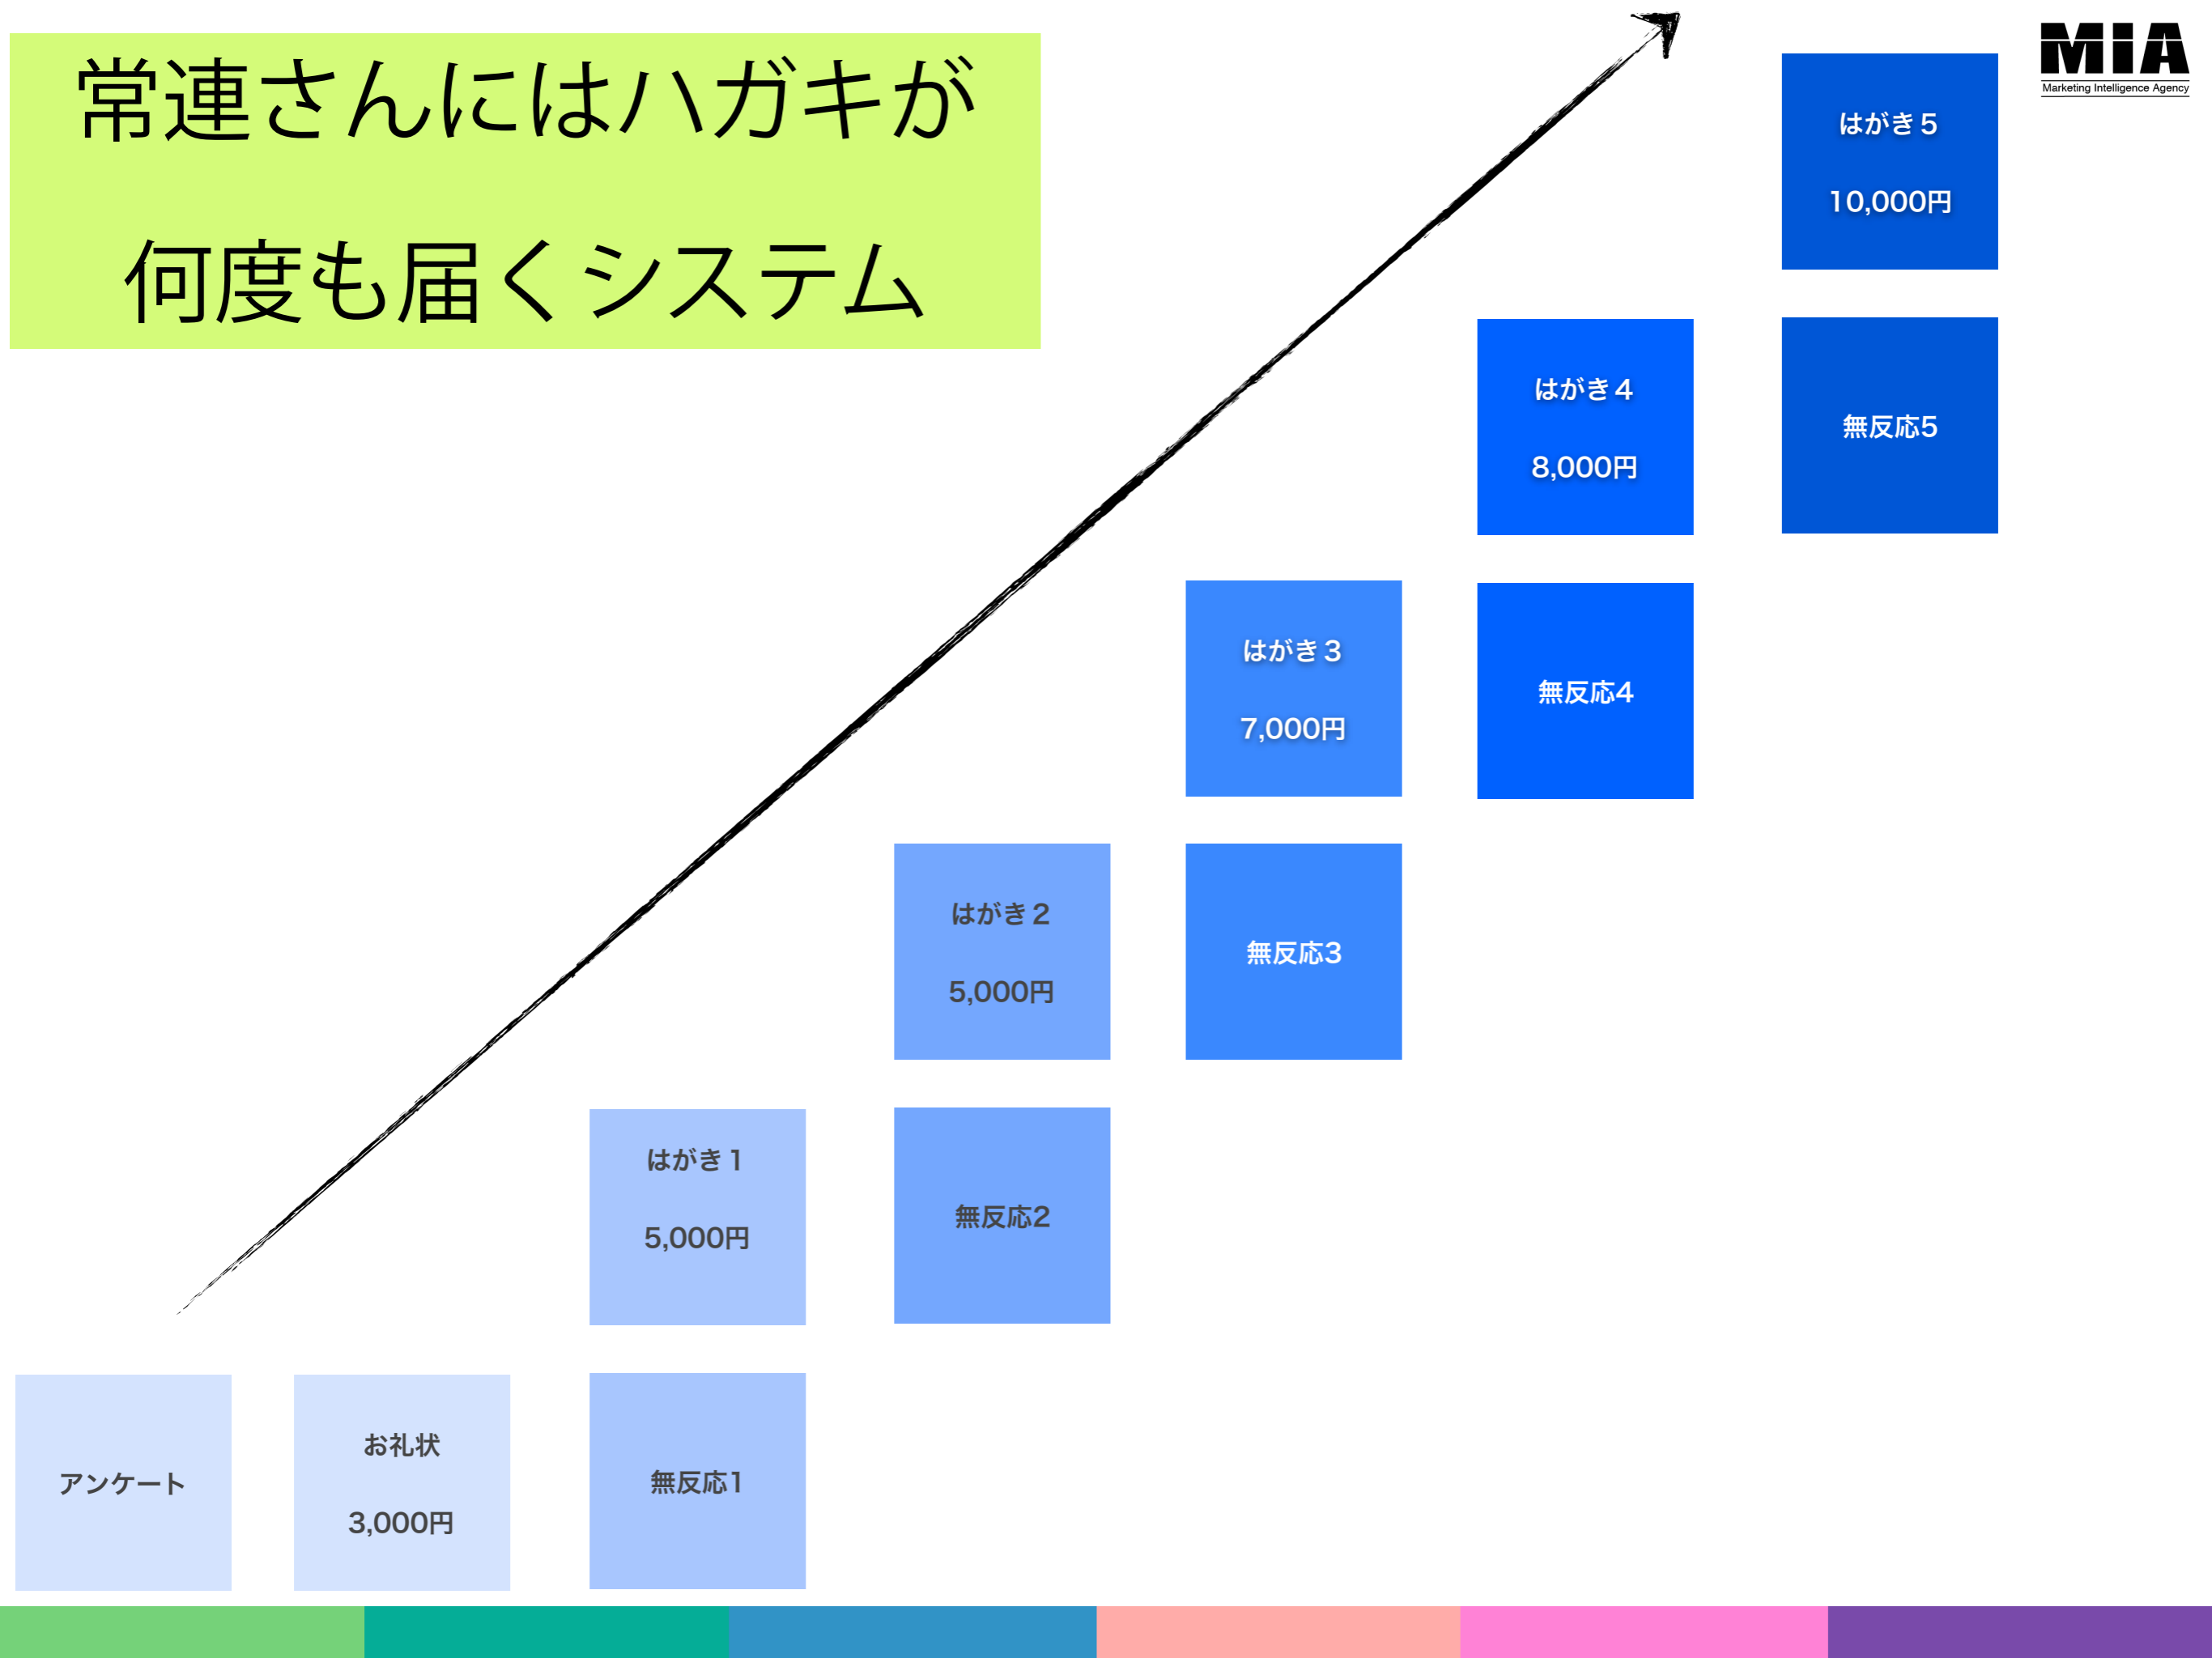 常連さんにはハガキが
何度も届くシステム
MiA
Marketing Intelligence Agency
はがき５
10,000円
はがき４
8,000円
無反応5
はがき３
7,000円
無反応4
はがき２
5,000円
無反応3
はがき１
5,000円
無反応2
アンケート
お礼状
3,000円
無反応1